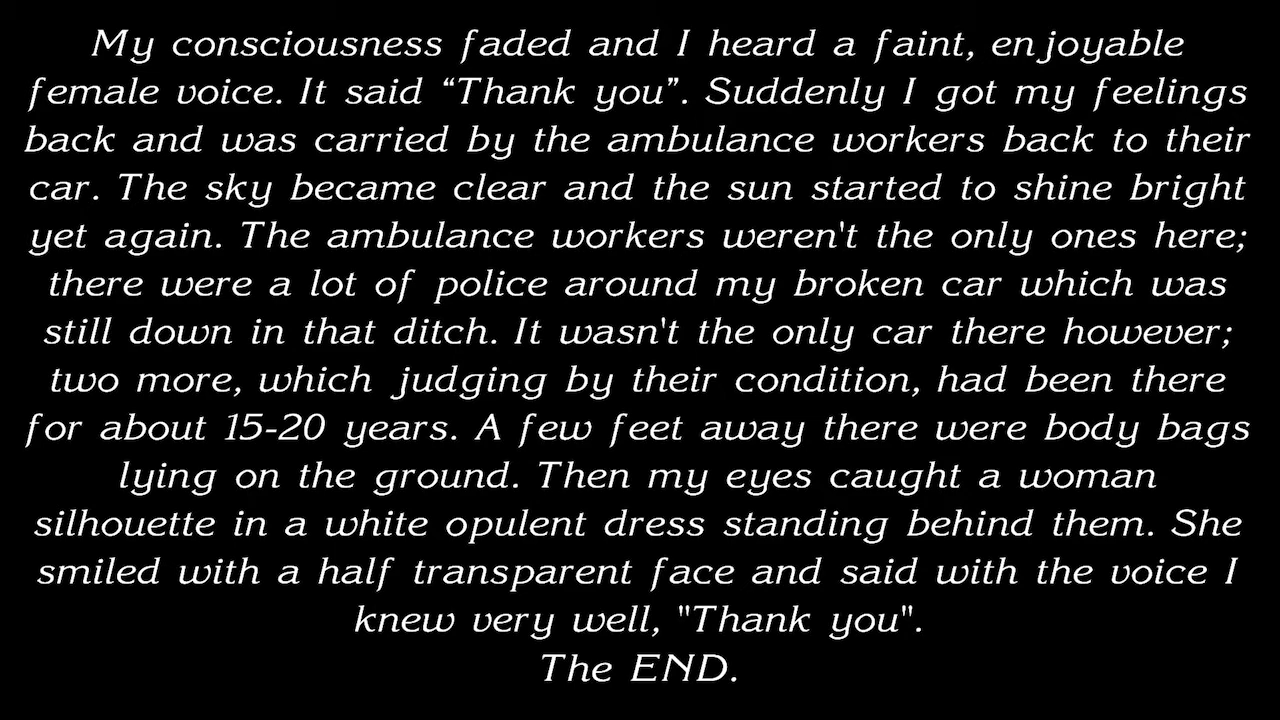 My consciousness faded and I heard a faint, enjoyable
female voice. It said “Thank you”. Suddenly I got my feelings
back and was carried by the ambulance workers back to their
car. The sky became clear and the sun started to shine bright
yet again. The ambulance workers weren't the only ones here;
there were a lot of police around my broken car which was
still down in that ditch. It wasn't the only car there however;
two more, which judging by their condition, had been there
for about 15-20 years. A few feet away there were body bags
lying on the ground. Then my eyes caught a woman
silhouette in a white opulent dress standing behind them. She
smiled with a half transparent face and said with the voice I
knew very well, "Thank you".
The END.